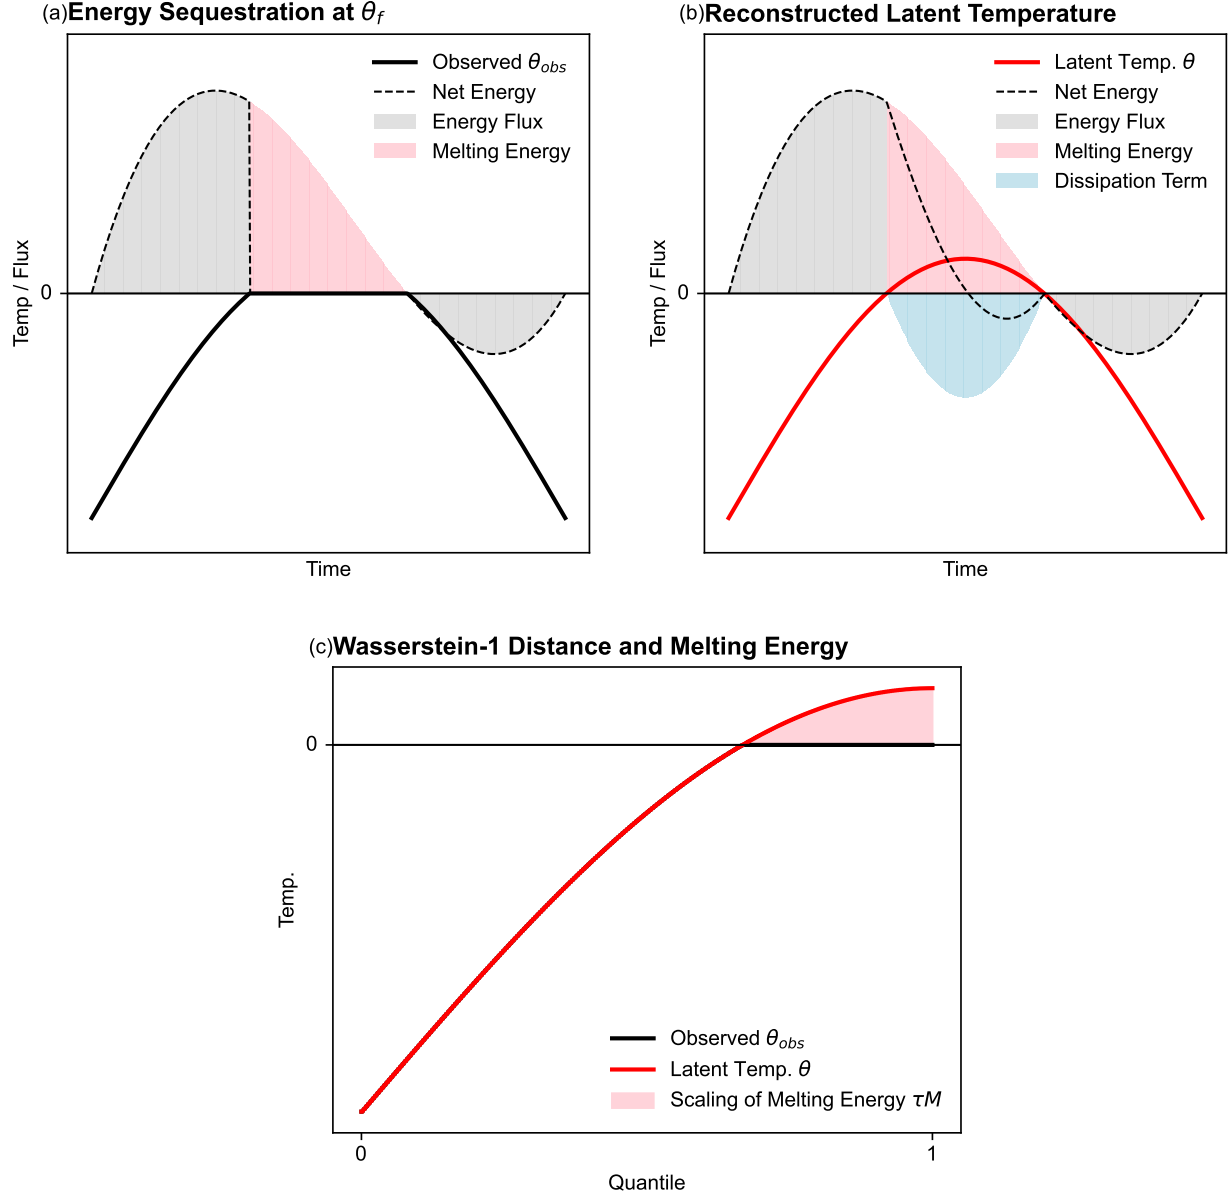 (a)Energy Sequestration at θf
Observed θobs
Net Energy
Energy Flux
Melting Energy
Temp / Flux
0
Time
(b)Reconstructed Latent Temperature
Latent Temp. θ
Net Energy
Energy Flux
Melting Energy
Dissipation Term
Temp / Flux
0
Time
(c)Wasserstein-1 Distance and Melting Energy
0
Temp.
Observed θobs
Latent Temp. θ
Scaling of Melting Energy τM
0 1
Quantile